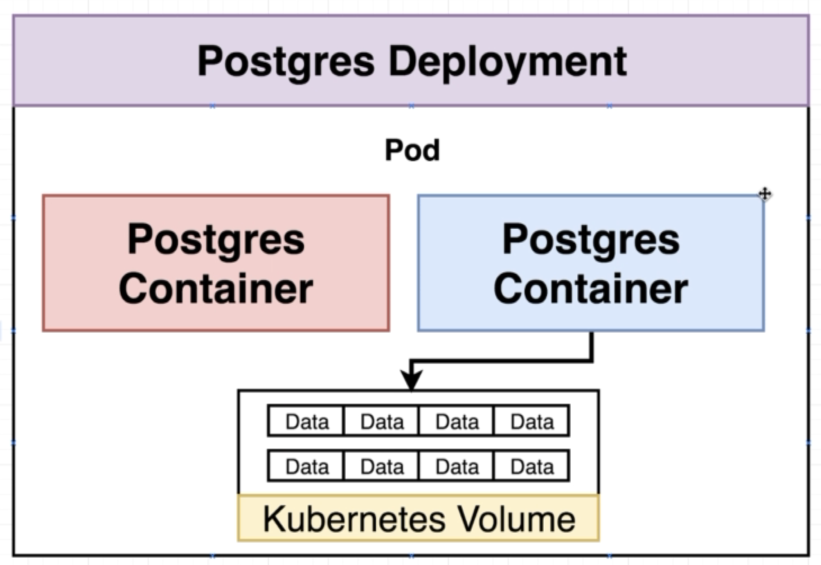 Postgres Deployment
Pod
Postgres
Container
Postgres
Container
Data Data Data Data
Data Data Data Data
Kubernetes Volume